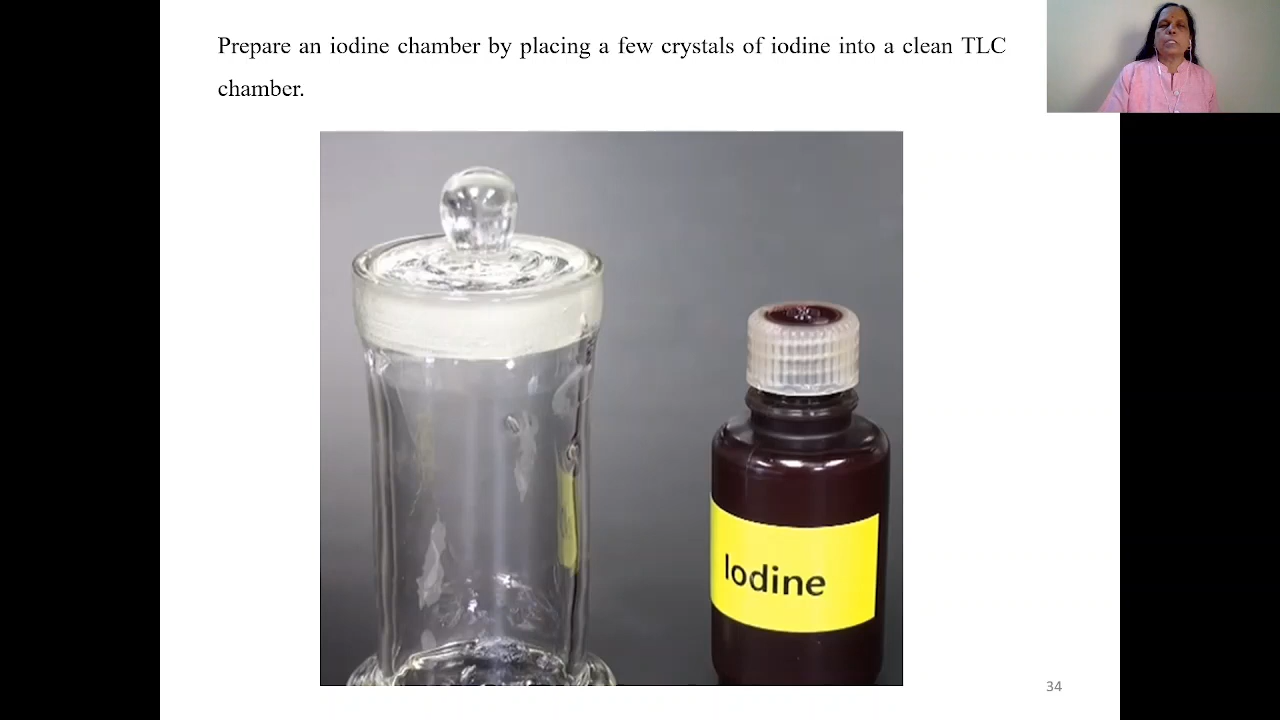 Prepare an iodine chamber by placing a few crystals of iodine into a clean TLC
chamber.
Iodine
34